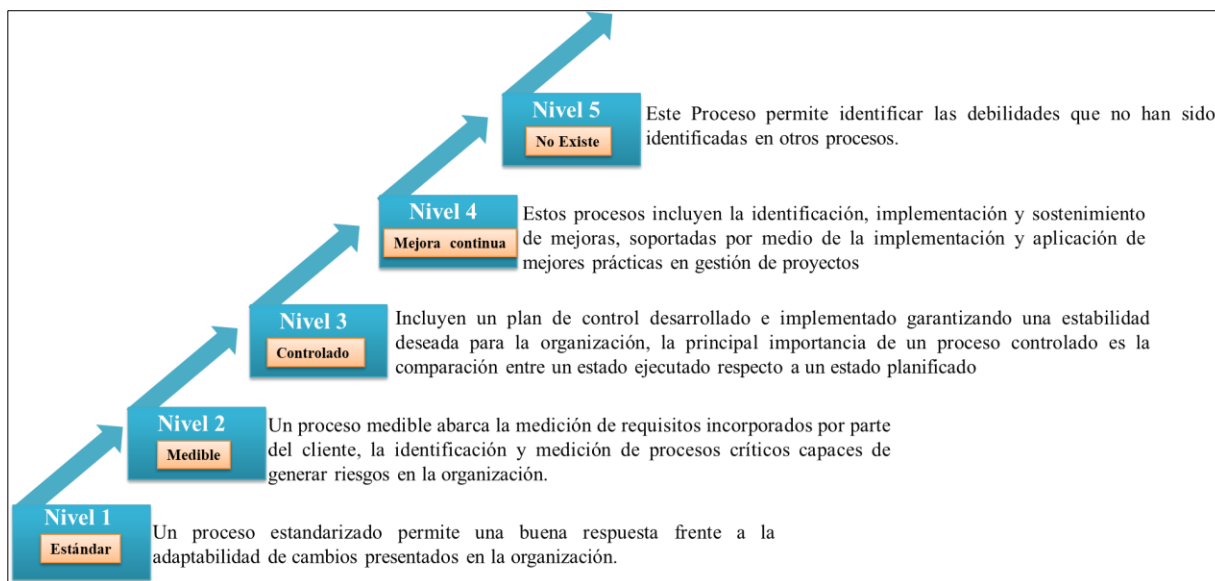 Nivel 5
No Existe
Este Proceso permite identificar las debilidades que no han sido
identificadas en otros procesos.
Nivel 4
Mejora continua
Estos procesos incluyen la identificación, implementación y sostenimiento
de mejoras, soportadas por medio de la implementación y aplicación de
mejores prácticas en gestión de proyectos
Nivel 3
Controlado
Incluyen un plan de control desarrollado e implementado garantizando una estabilidad
deseada para la organización, la principal importancia de un proceso controlado es la
comparación entre un estado ejecutado respecto a un estado planificado
Nivel 2
Medible
Un proceso medible abarca la medición de requisitos incorporados por parte
del cliente, la identificación y medición de procesos críticos capaces de
generar riesgos en la organización.
Nivel 1
Estándar
Un proceso estandarizado permite una buena respuesta frente a la
adaptabilidad de cambios presentados en la organización.